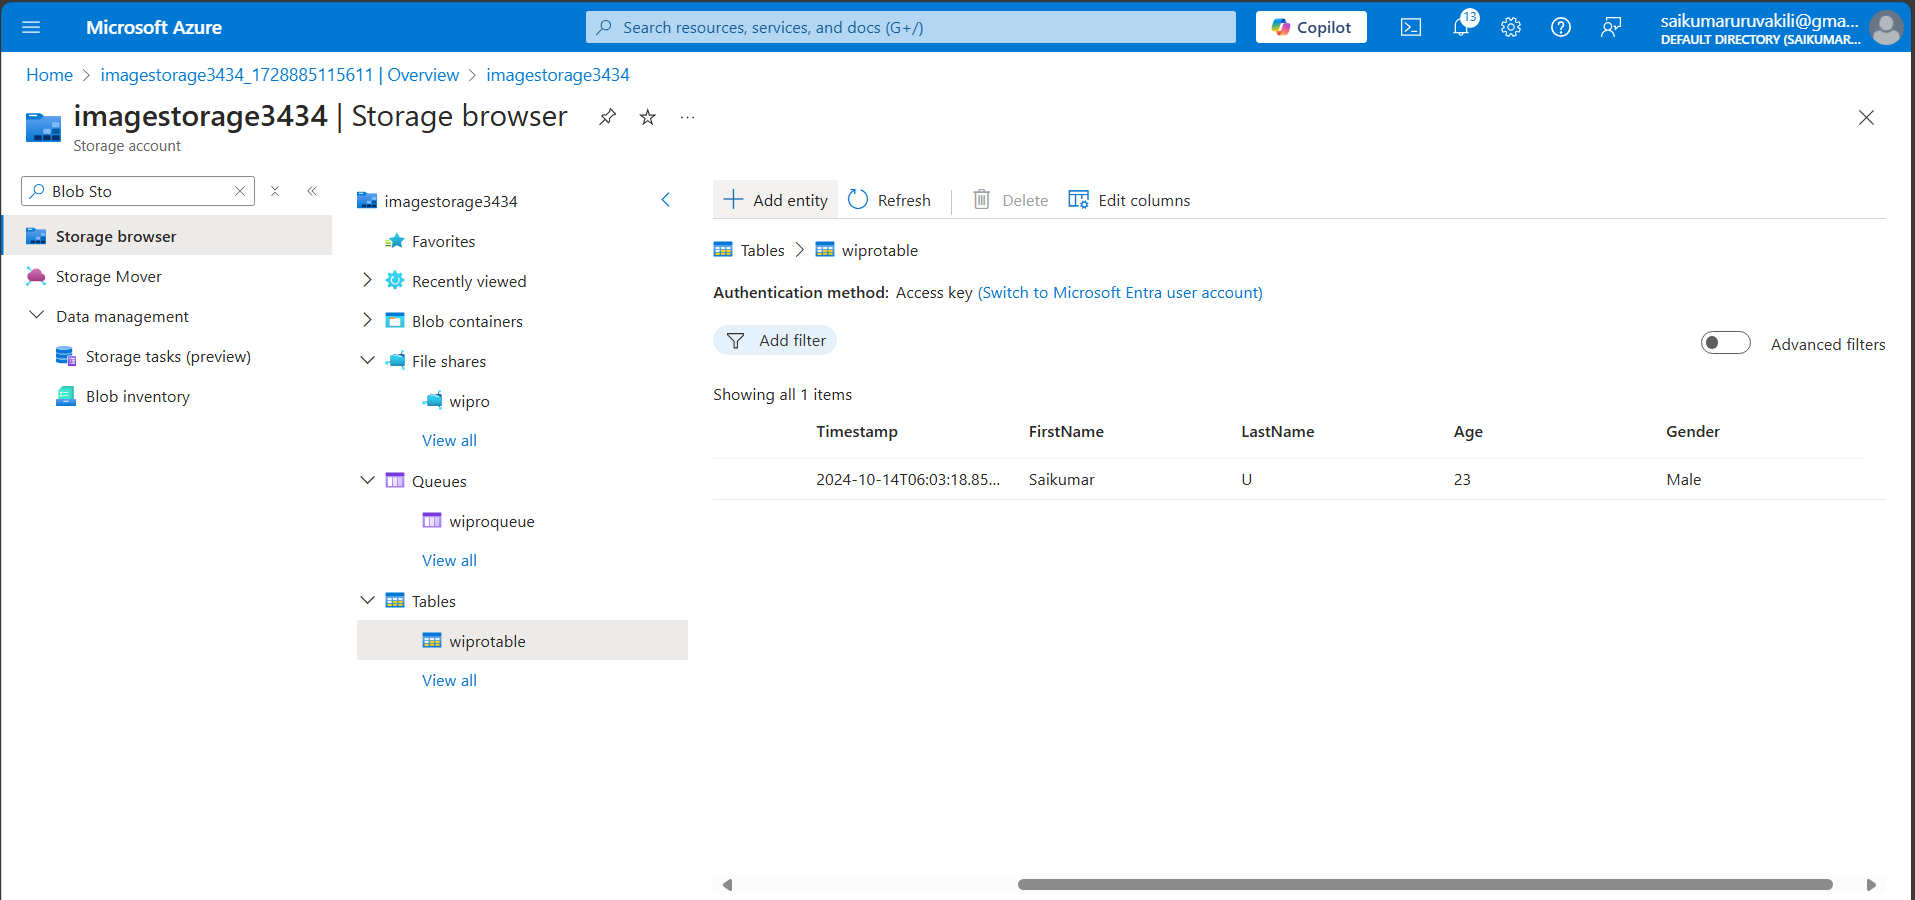 Microsoft Azure
Search resources, services, and docs (G+/)
Copilot
13
saikumaruruvakili@gma...
DEFAULT DIRECTORY (SAIKUMAR...
Home > imagestorage3434_1728885115611 | Overview > imagestorage3434
imagestorage3434 | Storage browser
...
Storage account
Blob Sto
Storage browser
Storage Mover
Data management
Storage tasks (preview)
Blob inventory
imagestorage3434
Favorites
Recently viewed
Blob containers
File shares
wipro
View all
Queues
wiproqueue
View all
Tables
wiprotable
View all
Add entity Refresh Delete Edit columns
Tables > wiprotable
Authentication method: Access key (Switch to Microsoft Entra user account)
Add filter
Advanced filters
Showing all 1 items
Timestamp FirstName LastName Age Gender
2024-10-14T06:03:18.85... Saikumar U 23 Male